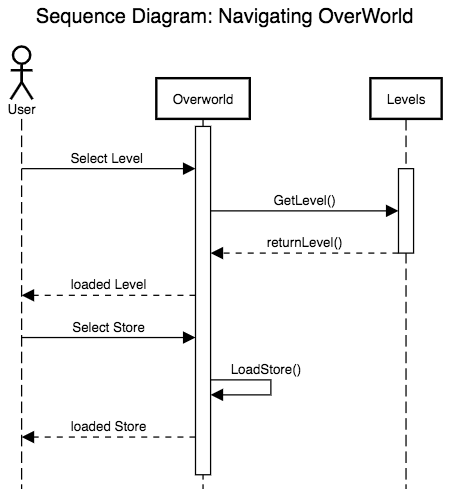 Sequence Diagram: Navigating OverWorld
User
Overworld
Levels
Select Level
GetLevel()
returnLevel()
loaded Level
Select Store
LoadStore()
loaded Store